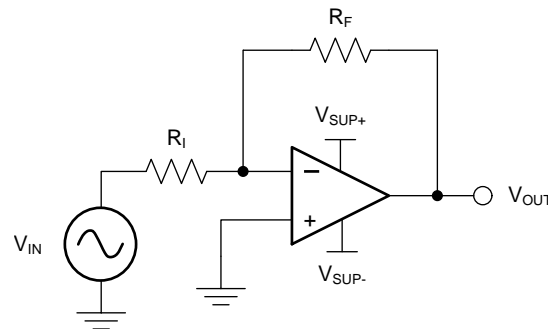 R_F
V_SUP+
R_I
−
+
V_OUT
V_IN
V_SUP-